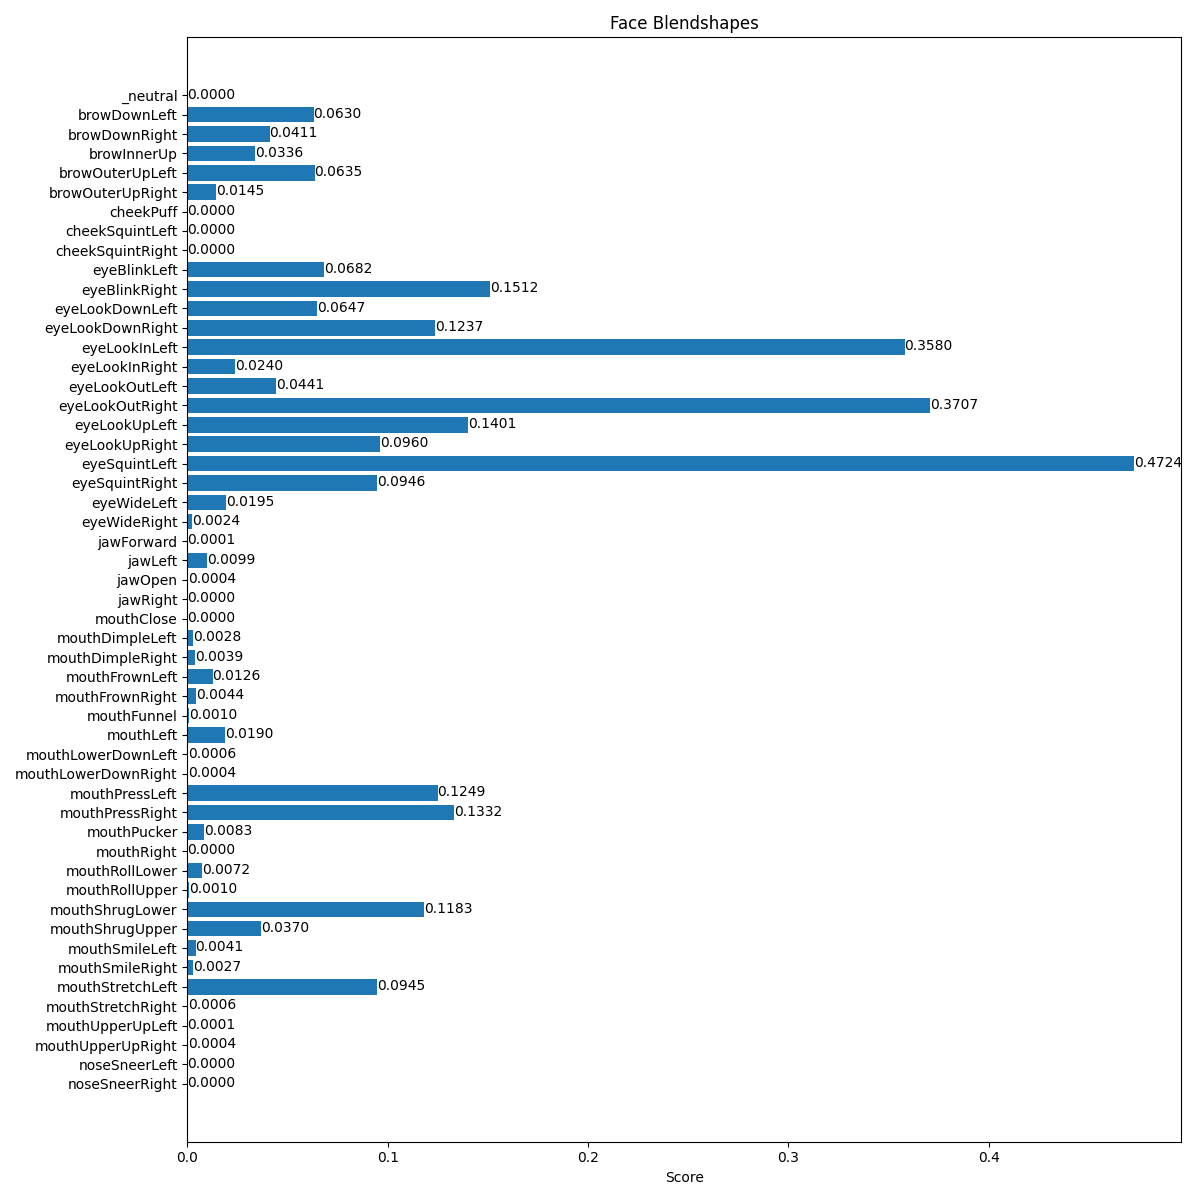 Face Blendshapes
_neutral 0.0000
browDownLeft 0.0630
browDownRight 0.0411
browInnerUp 0.0336
browOuterUpLeft 0.0635
browOuterUpRight 0.0145
cheekPuff 0.0000
cheekSquintLeft 0.0000
cheekSquintRight 0.0000
eyeBlinkLeft 0.0682
eyeBlinkRight 0.1512
eyeLookDownLeft 0.0647
eyeLookDownRight 0.1237
eyeLookInLeft 0.3580
eyeLookInRight 0.0240
eyeLookOutLeft 0.0441
eyeLookOutRight 0.3707
eyeLookUpLeft 0.1401
eyeLookUpRight 0.0960
eyeSquintLeft 0.4724
eyeSquintRight 0.0946
eyeWideLeft 0.0195
eyeWideRight 0.0024
jawForward 0.0001
jawLeft 0.0099
jawOpen 0.0004
jawRight 0.0000
mouthClose 0.0000
mouthDimpleLeft 0.0028
mouthDimpleRight 0.0039
mouthFrownLeft 0.0126
mouthFrownRight 0.0044
mouthFunnel 0.0010
mouthLeft 0.0190
mouthLowerDownLeft 0.0006
mouthLowerDownRight 0.0004
mouthPressLeft 0.1249
mouthPressRight 0.1332
mouthPucker 0.0083
mouthRight 0.0000
mouthRollLower 0.0072
mouthRollUpper 0.0010
mouthShrugLower 0.1183
mouthShrugUpper 0.0370
mouthSmileLeft 0.0041
mouthSmileRight 0.0027
mouthStretchLeft 0.0945
mouthStretchRight 0.0006
mouthUpperUpLeft 0.0001
mouthUpperUpRight 0.0004
noseSneerLeft 0.0000
noseSneerRight 0.0000
0.0 0.1 0.2 0.3 0.4
Score